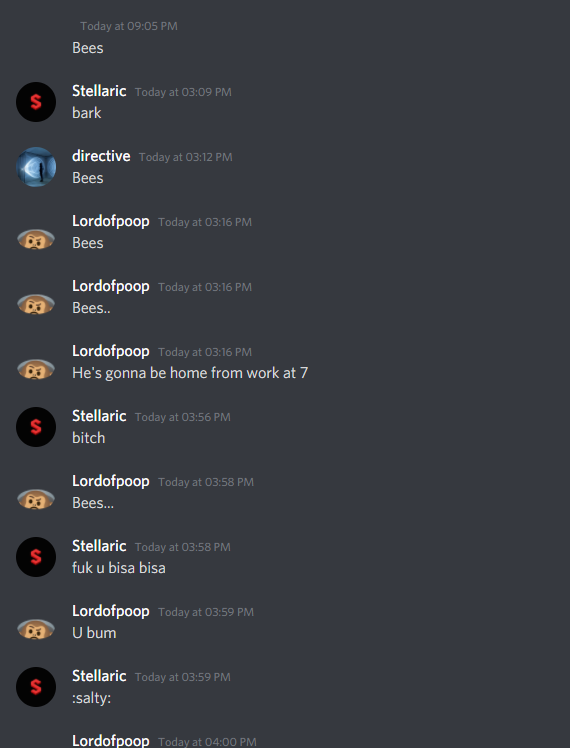 Today at 09:05 PM
Bees
$
Stellaric Today at 03:09 PM
bark
directive Today at 03:12 PM
Bees
Lordofpoop Today at 03:16 PM
Bees
Lordofpoop Today at 03:16 PM
Bees..
Lordofpoop Today at 03:16 PM
He's gonna be home from work at 7
$
Stellaric Today at 03:56 PM
bitch
Lordofpoop Today at 03:58 PM
Bees...
$
Stellaric Today at 03:58 PM
fuk u bisa bisa
Lordofpoop Today at 03:59 PM
U bum
$
Stellaric Today at 03:59 PM
:salty:
Lordofpoop Today at 04:00 PM